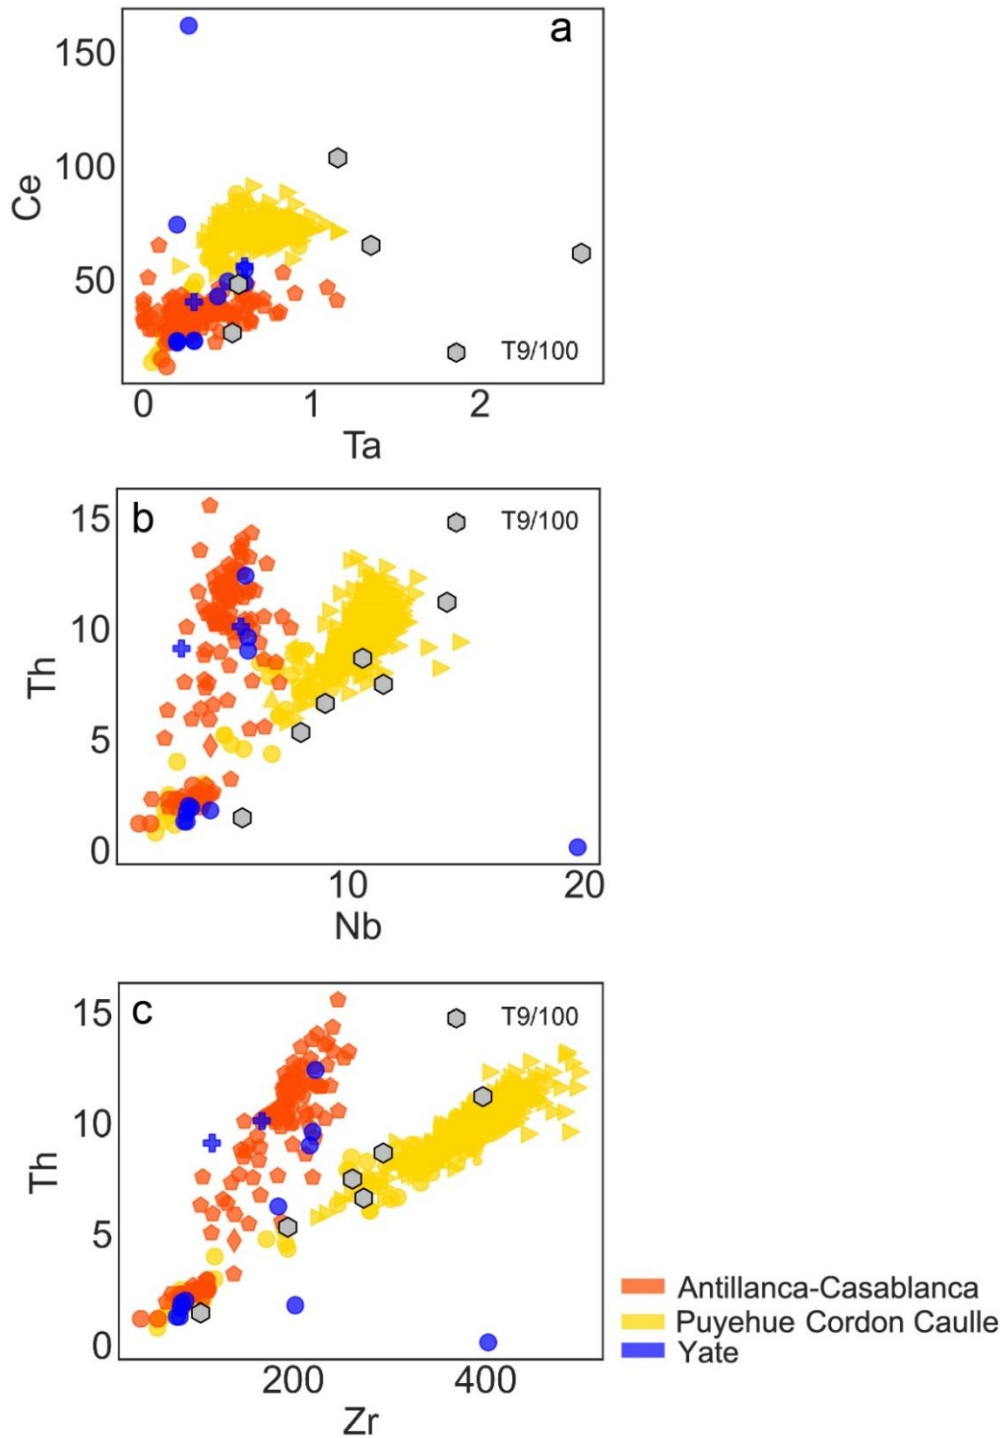 a
150
100
50
Ce
T9/100
0 1 2
Ta
b
T9/100
15
10
5
0
Th
10 20
Nb
c
T9/100
15
10
5
0
Th
200 400
Zr
Antillanca-Casablanca
Puyehue Cordon Caulle
Yate